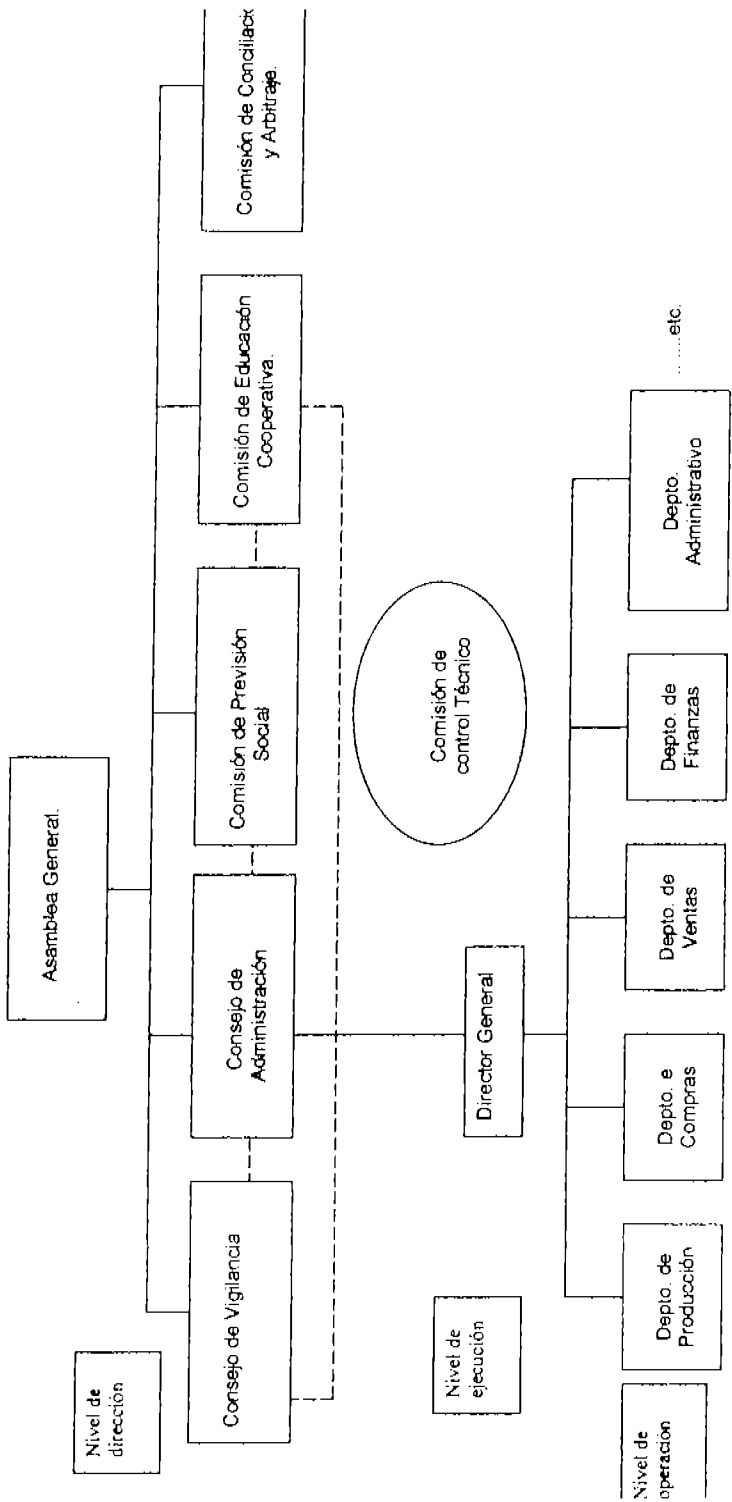 Asamblea General.
Nivel de
dirección
Consejo de Vigilancia
Consejo de
Administración
Comisión de Previsión
Social
Comisión de Educación
Cooperativa.
Comisión de Conciliac
y Arbitraje.
Nivel de
ejecución
Director General
Comisión de
control Técnico
Nivel de
operación
Depto. de
Producción
Depto. e
Compras
Depto. de
Ventas
Depto. de
Finanzas
Depto.
Administrativo
.......etc.